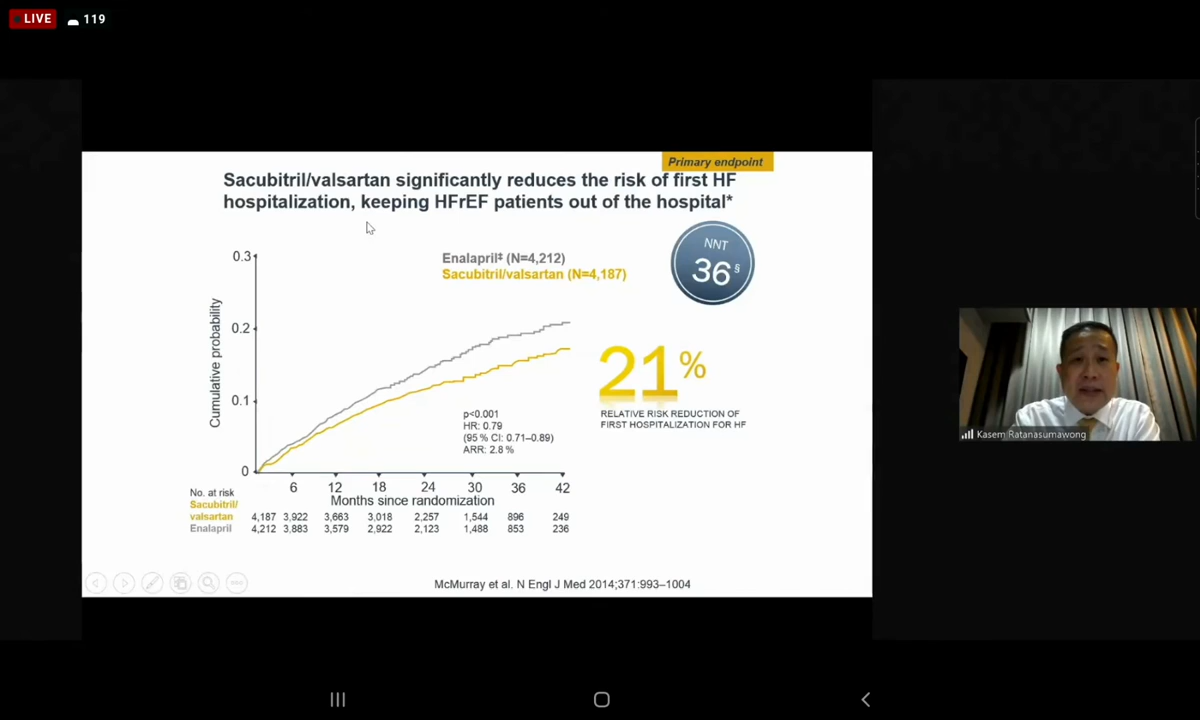 LIVE 119
Primary endpoint
Sacubitril/valsartan significantly reduces the risk of first HF
hospitalization, keeping HFrEF patients out of the hospital*
NNT
36§
Enalapril‡ (N=4,212)
Sacubitril/valsartan (N=4,187)
Cumulative probability
0.3
0.2
0.1
0
21%
RELATIVE RISK REDUCTION OF
FIRST HOSPITALIZATION FOR HF
p<0.001
HR: 0.79
(95 % CI: 0.71–0.89)
ARR: 2.8 %
6 12 18 24 30 36 42
Months since randomization
No. at risk
Sacubitril/
valsartan 4,187 3,922 3,663 3,018 2,257 1,544 896 249
Enalapril 4,212 3,883 3,579 2,922 2,123 1,488 853 236
McMurray et al. N Engl J Med 2014;371:993–1004
Kasem Ratanasumawong